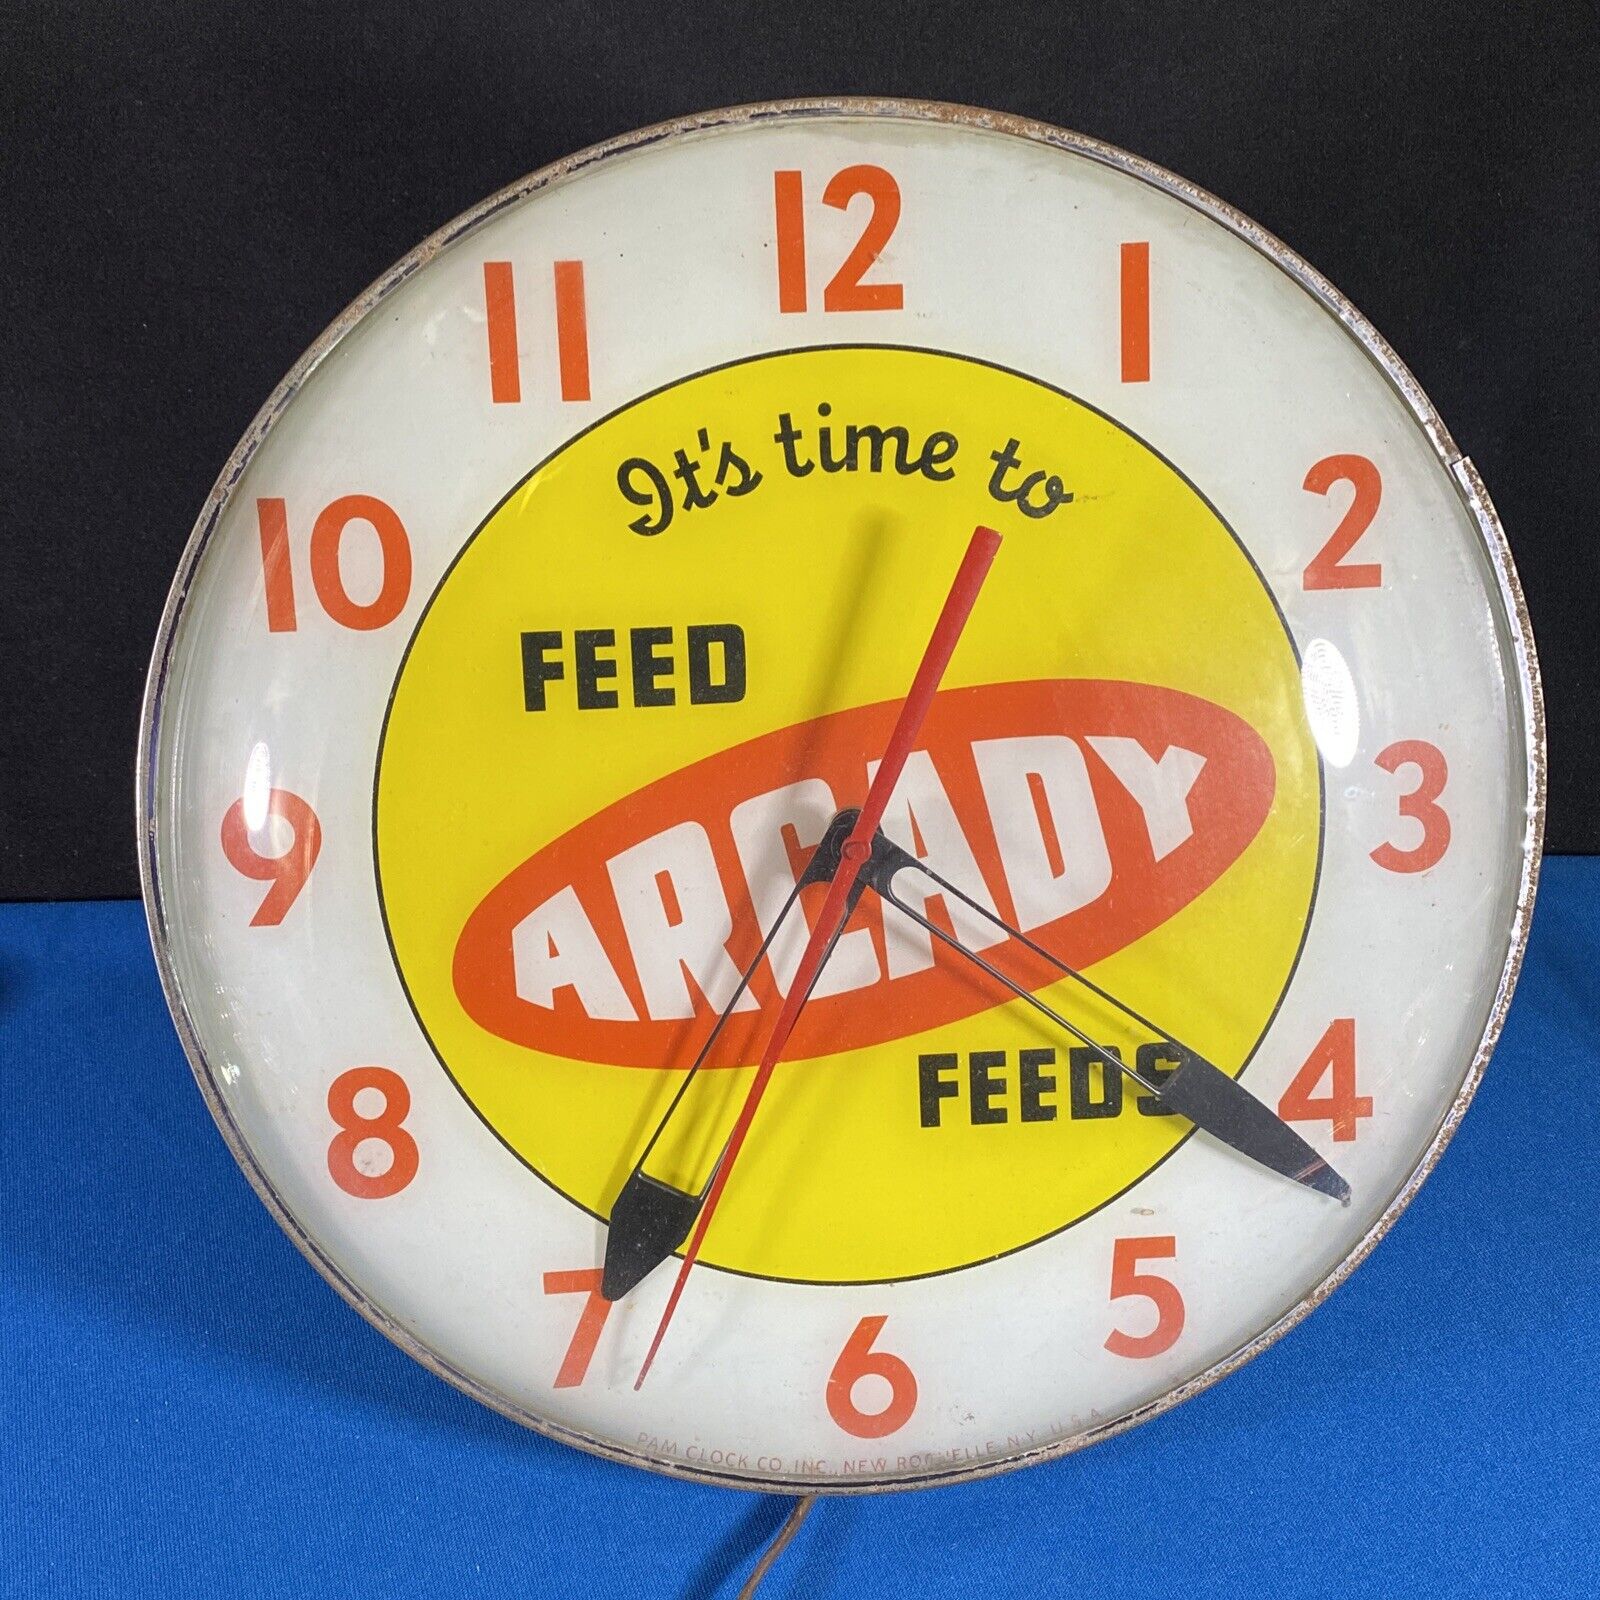 12
11
1
It's time to
10
2
FEED
ARCADY
9
3
FEEDS
8
4
7
5
6
PAM CLOCK CO. INC., NEW ROCHELLE, N.Y. U.S.A.